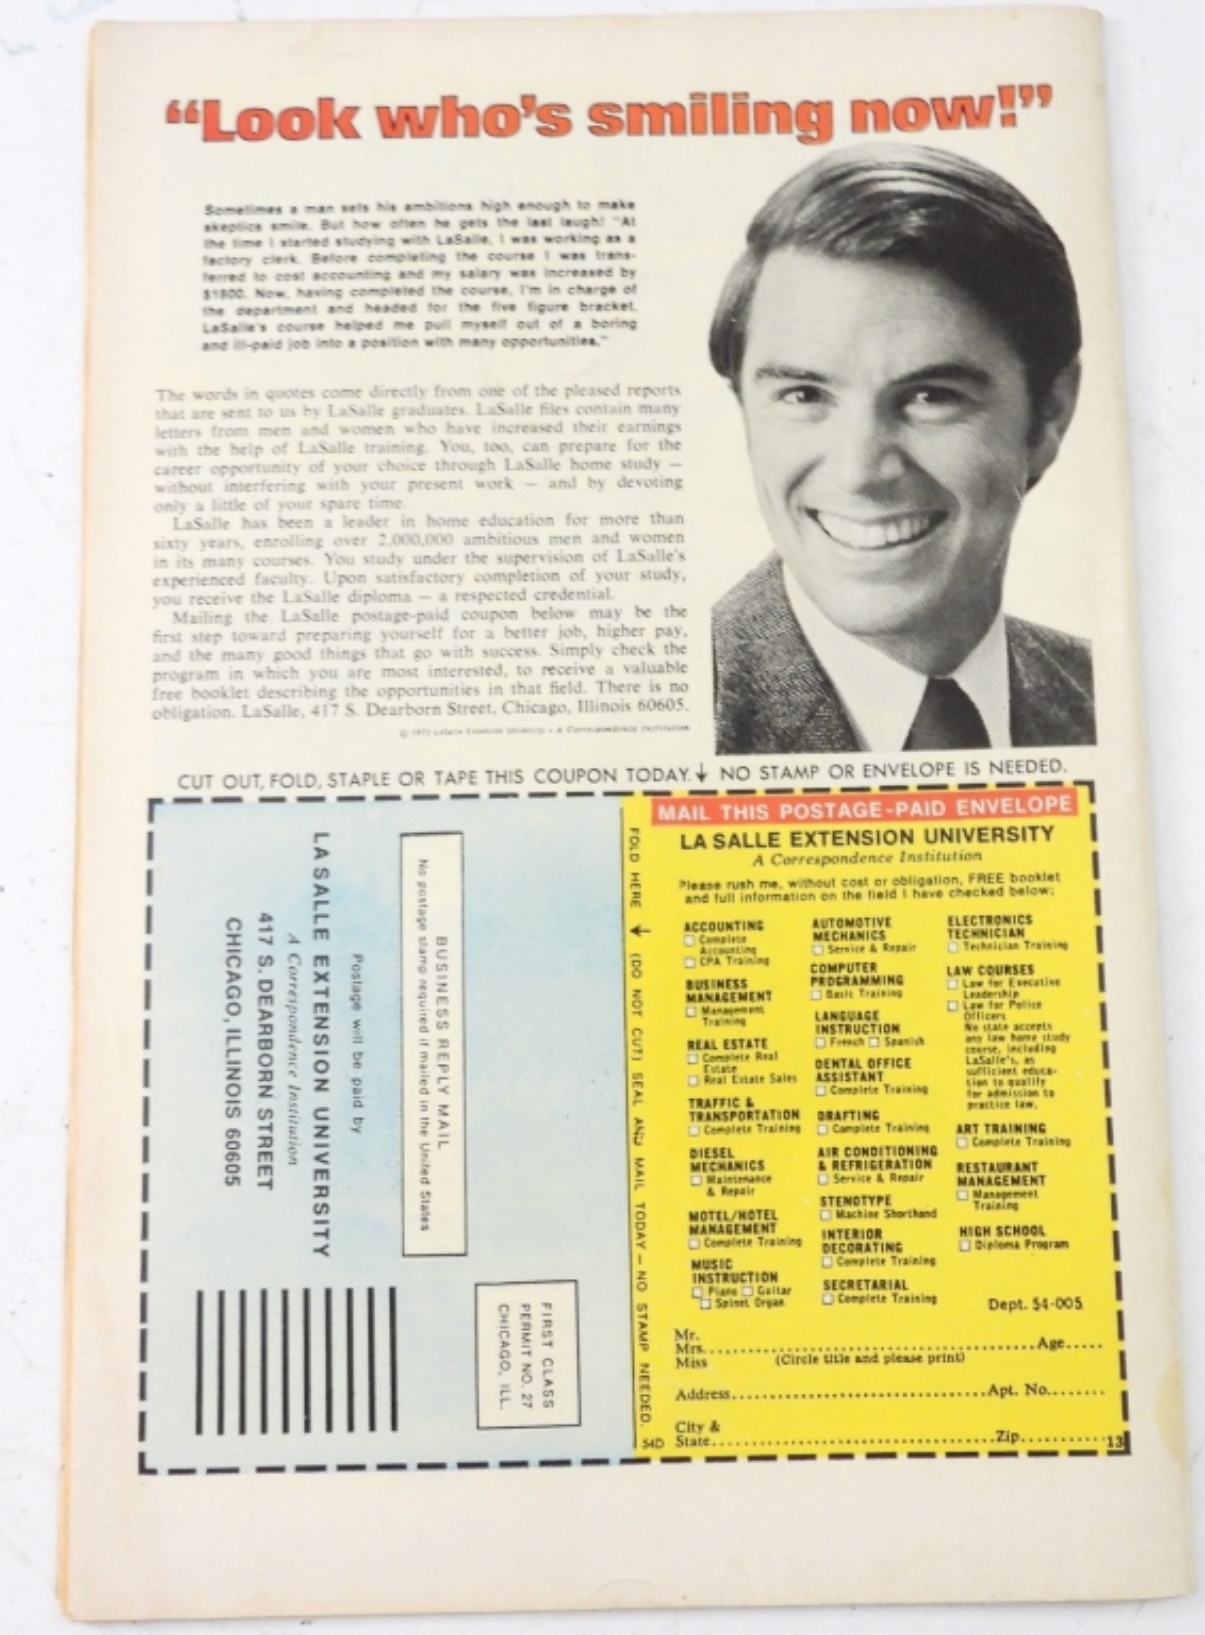 “Look who's smiling now!”
Sometimes a man sets his ambitions high enough to make
skeptics smile. But how often he gets the last laugh! “At
the time I started studying with LaSalle, I was working as a
factory clerk. Before completing the course I was trans-
ferred to cost accounting and my salary was increased by
$1800. Now, having completed the course, I'm in charge of
the department and headed for the five figure bracket.
LaSalle's course helped me pull myself out of a boring
and ill-paid job into a position with many opportunities.”
The words in quotes come directly from one of the pleased reports
that are sent to us by LaSalle graduates. LaSalle files contain many
letters from men and women who have increased their earnings
with the help of LaSalle training. You, too, can prepare for the
career opportunity of your choice through LaSalle home study —
without interfering with your present work — and by devoting
only a little of your spare time.
LaSalle has been a leader in home education for more than
sixty years, enrolling over 2,000,000 ambitious men and women
in its many courses. You study under the supervision of LaSalle's
experienced faculty. Upon satisfactory completion of your study,
you receive the LaSalle diploma — a respected credential.
Mailing the LaSalle postage-paid coupon below may be the
first step toward preparing yourself for a better job, higher pay,
and the many good things that go with success. Simply check the
program in which you are most interested, to receive a valuable
free booklet describing the opportunities in that field. There is no
obligation. LaSalle, 417 S. Dearborn Street, Chicago, Illinois 60605.
© LaSalle Extension University • A Correspondence Institution
CUT OUT, FOLD, STAPLE OR TAPE THIS COUPON TODAY. ↓ NO STAMP OR ENVELOPE IS NEEDED.
FIRST CLASS
PERMIT NO. 27
CHICAGO, ILL.
BUSINESS REPLY MAIL
No postage stamp required if mailed in the United States
Postage will be paid by
LASALLE EXTENSION UNIVERSITY
A Correspondence Institution
417 S. DEARBORN STREET
CHICAGO, ILLINOIS 60605
FOLD HERE ← (DO NOT CUT) SEAL AND MAIL TODAY — NO STAMP NEEDED.
MAIL THIS POSTAGE-PAID ENVELOPE
LA SALLE EXTENSION UNIVERSITY
A Correspondence Institution
Please rush me, without cost or obligation, FREE booklet
and full information on the field I have checked below:
ACCOUNTING
☐ Complete
Accounting
☐ CPA Training
BUSINESS
MANAGEMENT
☐ Management
Training
REAL ESTATE
☐ Complete Real
Estate
☐ Real Estate Sales
TRAFFIC &
TRANSPORTATION
☐ Complete Training
DIESEL
MECHANICS
☐ Maintenance
& Repair
MOTEL/HOTEL
MANAGEMENT
☐ Complete Training
MUSIC
INSTRUCTION
☐ Piano ☐ Guitar
☐ Spinet Organ
AUTOMOTIVE
MECHANICS
☐ Service & Repair
COMPUTER
PROGRAMMING
☐ Basic Training
LANGUAGE
INSTRUCTION
☐ French ☐ Spanish
DENTAL OFFICE
ASSISTANT
☐ Complete Training
DRAFTING
☐ Complete Training
AIR CONDITIONING
& REFRIGERATION
☐ Service & Repair
STENOTYPE
☐ Machine Shorthand
INTERIOR
DECORATING
☐ Complete Training
SECRETARIAL
☐ Complete Training
ELECTRONICS
TECHNICIAN
☐ Technician Training
LAW COURSES
☐ Law for Executive
Leadership
☐ Law for Police
Officers
No state accepts
any law home study
course, including
LaSalle's, as
sufficient educa-
tion to qualify
for admission to
practice law.
ART TRAINING
☐ Complete Training
RESTAURANT
MANAGEMENT
☐ Management
Training
HIGH SCHOOL
☐ Diploma Program
Dept. 54-005
Mr.
Mrs. Age
Miss (Circle title and please print)
Address Apt. No.
City &
State Zip 13
54D